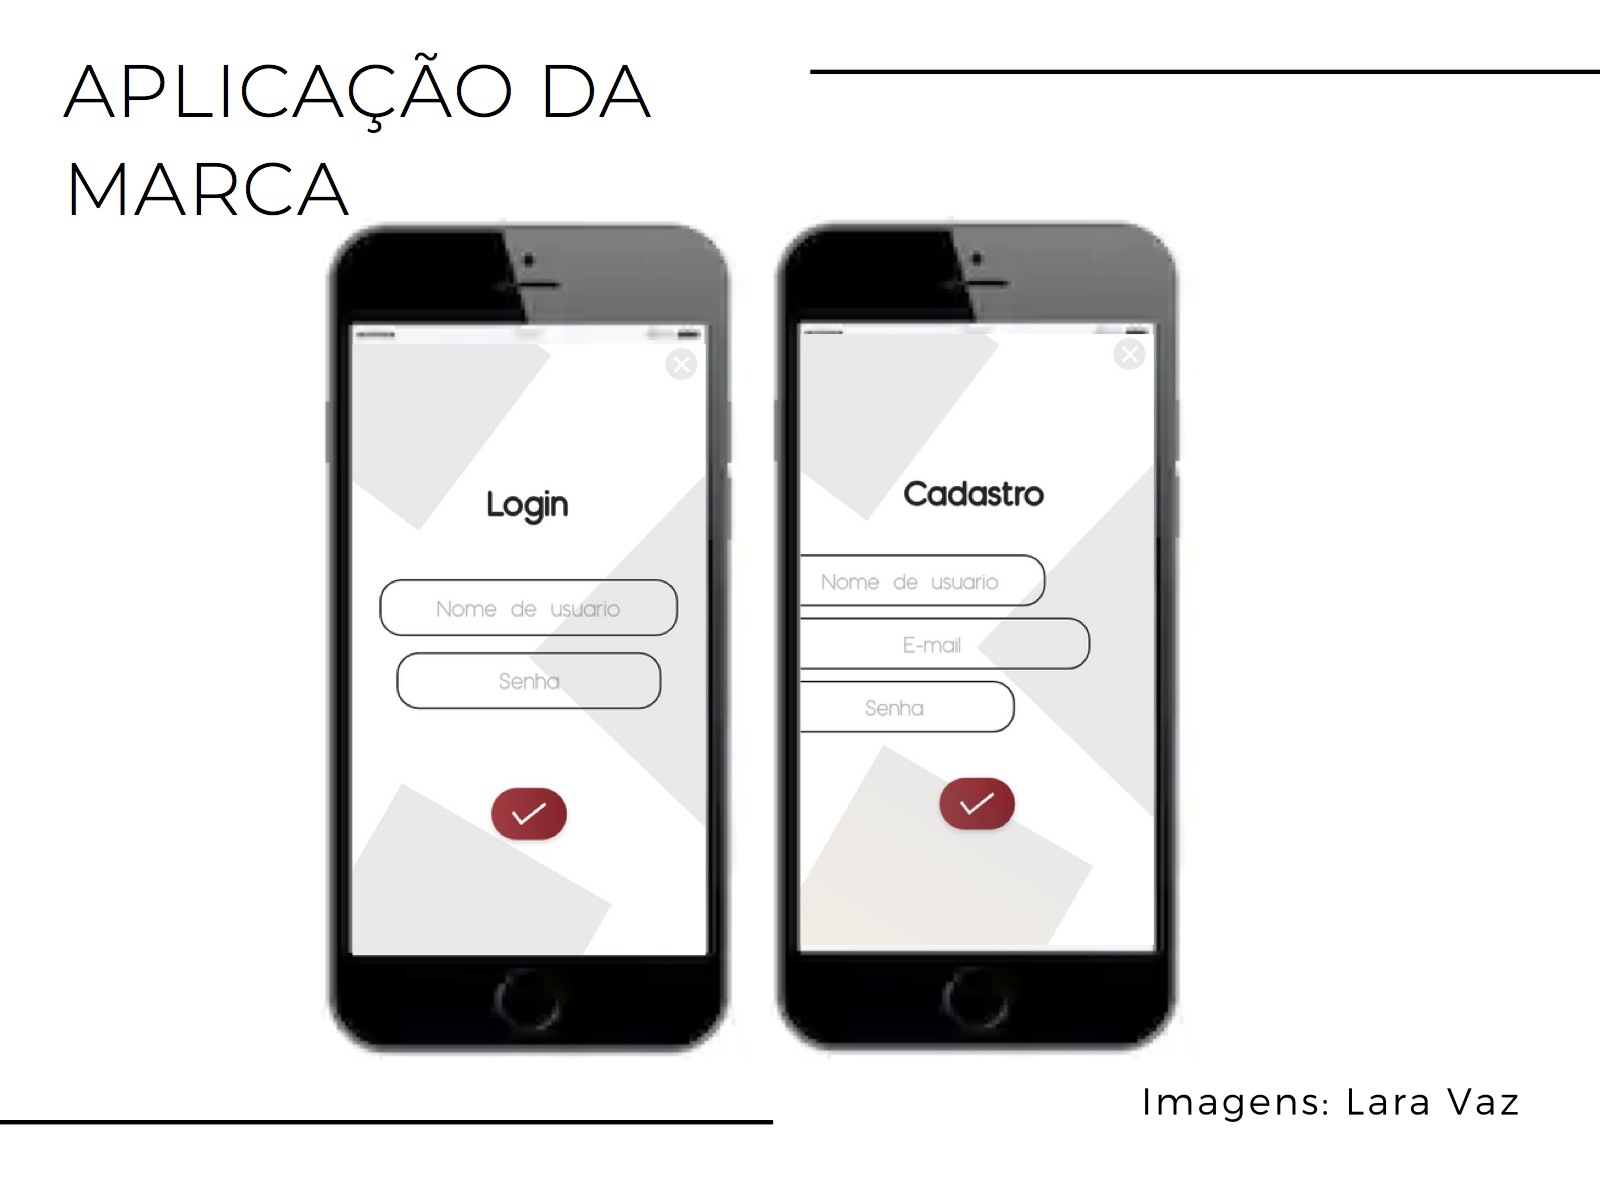 APLICAÇÃO DA
MARCA
Login
Nome de usuario
Senha
Cadastro
Nome de usuario
E-mail
Senha
Imagens: Lara Vaz